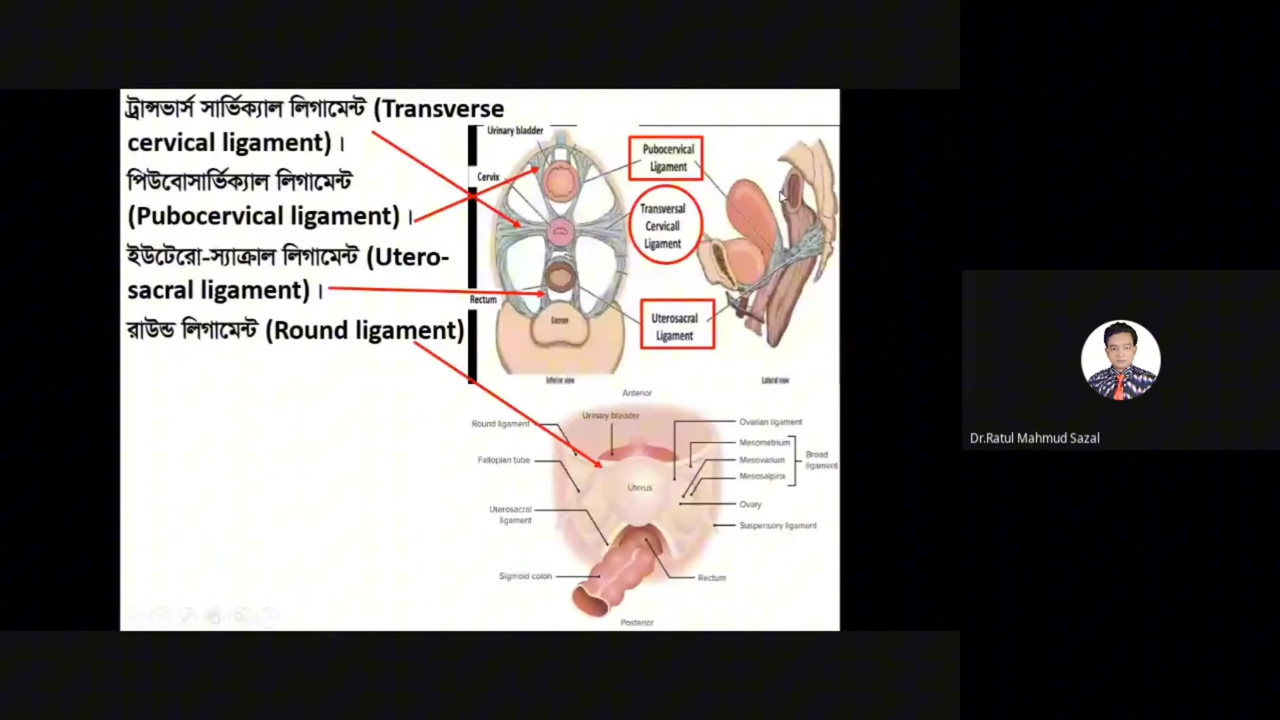 ট্রান্সভার্স সার্ভিক্যাল লিগামেন্ট (Transverse
cervical ligament)।
পিউবোসার্ভিক্যাল লিগামেন্ট
(Pubocervical ligament)।
ইউটেরো-স্যাক্রাল লিগামেন্ট (Utero-
sacral ligament)।
রাউন্ড লিগামেন্ট (Round ligament)
Urinary bladder
Cervix
Rectum
Sacrum
Inferior view
Pubocervical
Ligament
Transversal
Cervicall
Ligament
Uterosacral
Ligament
Lateral view
Anterior
Round ligament
Urinary bladder
Fallopian tube
Uterus
Uterosacral
ligament
Sigmoid colon
Ovarian ligament
Mesometrium
Mesovarium
Mesosalpinx
Broad
ligament
Ovary
Suspensory ligament
Rectum
Posterior
Dr.Ratul Mahmud Sazal